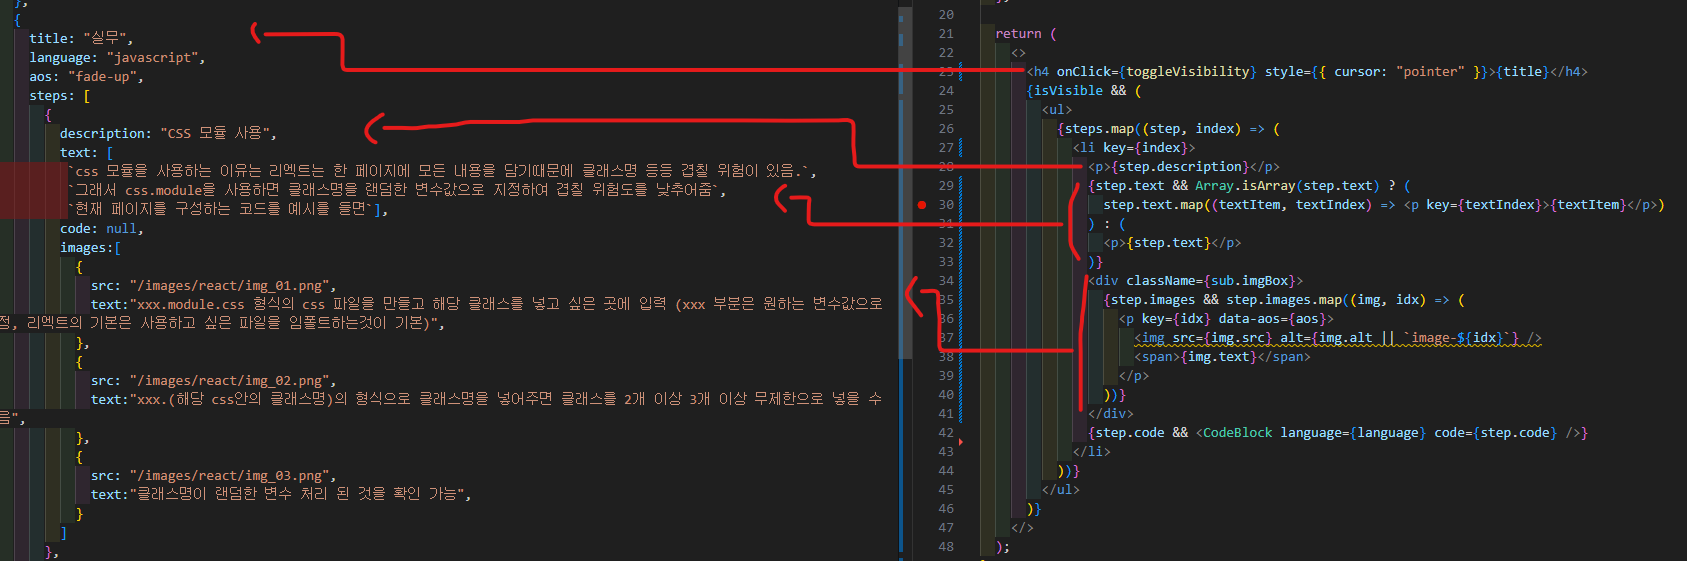 },
{
title: "실무",
language: "javascript",
aos: "fade-up",
steps: [
{
description: "CSS 모듈 사용",
text: [
`css 모듈을 사용하는 이유는 리엑트는 한 페이지에 모든 내용을 담기때문에 클래스명 등등 겹칠 위험이 있음.`,
`그래서 css.module을 사용하면 클래스명을 랜덤한 변수값으로 지정하여 겹칠 위험도를 낮추어줌`,
`현재 페이지를 구성하는 코드를 예시를 들면`],
code: null,
images:[
{
src: "/images/react/img_01.png",
text:"xxx.module.css 형식의 css 파일을 만들고 해당 클래스를 넣고 싶은 곳에 입력 (xxx 부분은 원하는 변수값으로
정, 리엑트의 기본은 사용하고 싶은 파일을 임폴트하는것이 기본)",
},
{
src: "/images/react/img_02.png",
text:"xxx.(해당 css안의 클래스명)의 형식으로 클래스명을 넣어주면 클래스를 2개 이상 3개 이상 무제한으로 넣을 수
음",
},
{
src: "/images/react/img_03.png",
text:"클래스명이 랜덤한 변수 처리 된 것을 확인 가능",
}
]
},
20
21 return (
22 <>
23 <h4 onClick={toggleVisibility} style={{ cursor: "pointer" }}>{title}</h4>
24 {isVisible && (
25 <ul>
26 {steps.map((step, index) => (
27 <li key={index}>
28 <p>{step.description}</p>
29 {step.text && Array.isArray(step.text) ? (
30 step.text.map((textItem, textIndex) => <p key={textIndex}>{textItem}</p>)
31 ) : (
32 <p>{step.text}</p>
33 )}
34 <div className={sub.imgBox}>
35 {step.images && step.images.map((img, idx) => (
36 <p key={idx} data-aos={aos}>
37 <img src={img.src} alt={img.alt || `image-${idx}`} />
38 <span>{img.text}</span>
39 </p>
40 ))}
41 </div>
42 {step.code && <CodeBlock language={language} code={step.code} />}
43 </li>
44 ))}
45 </ul>
46 )}
47 </>
48 );